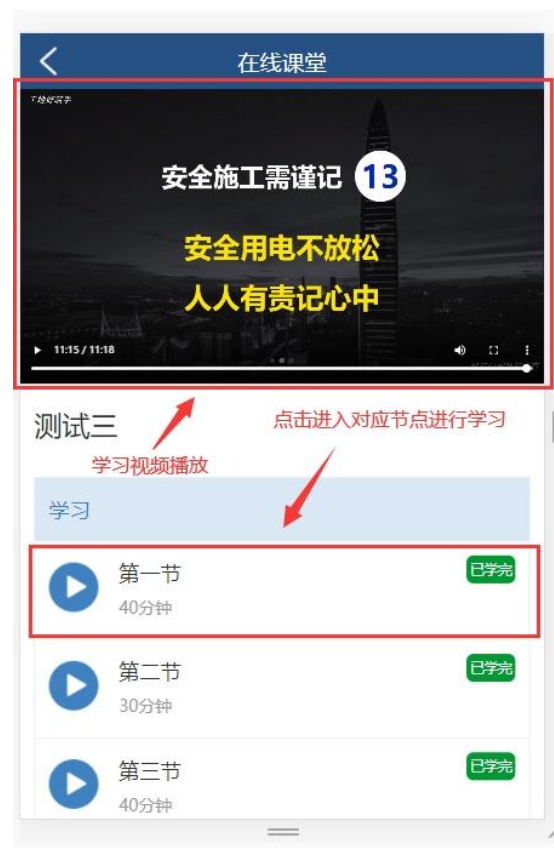 在线课堂
安全施工需谨记 13
安全用电不放松
人人有责记心中
11:15 / 11:18
测试三
点击进入对应节点进行学习
学习视频播放
学习
第一节
已学完
40分钟
第二节
已学完
30分钟
第三节
已学完
40分钟